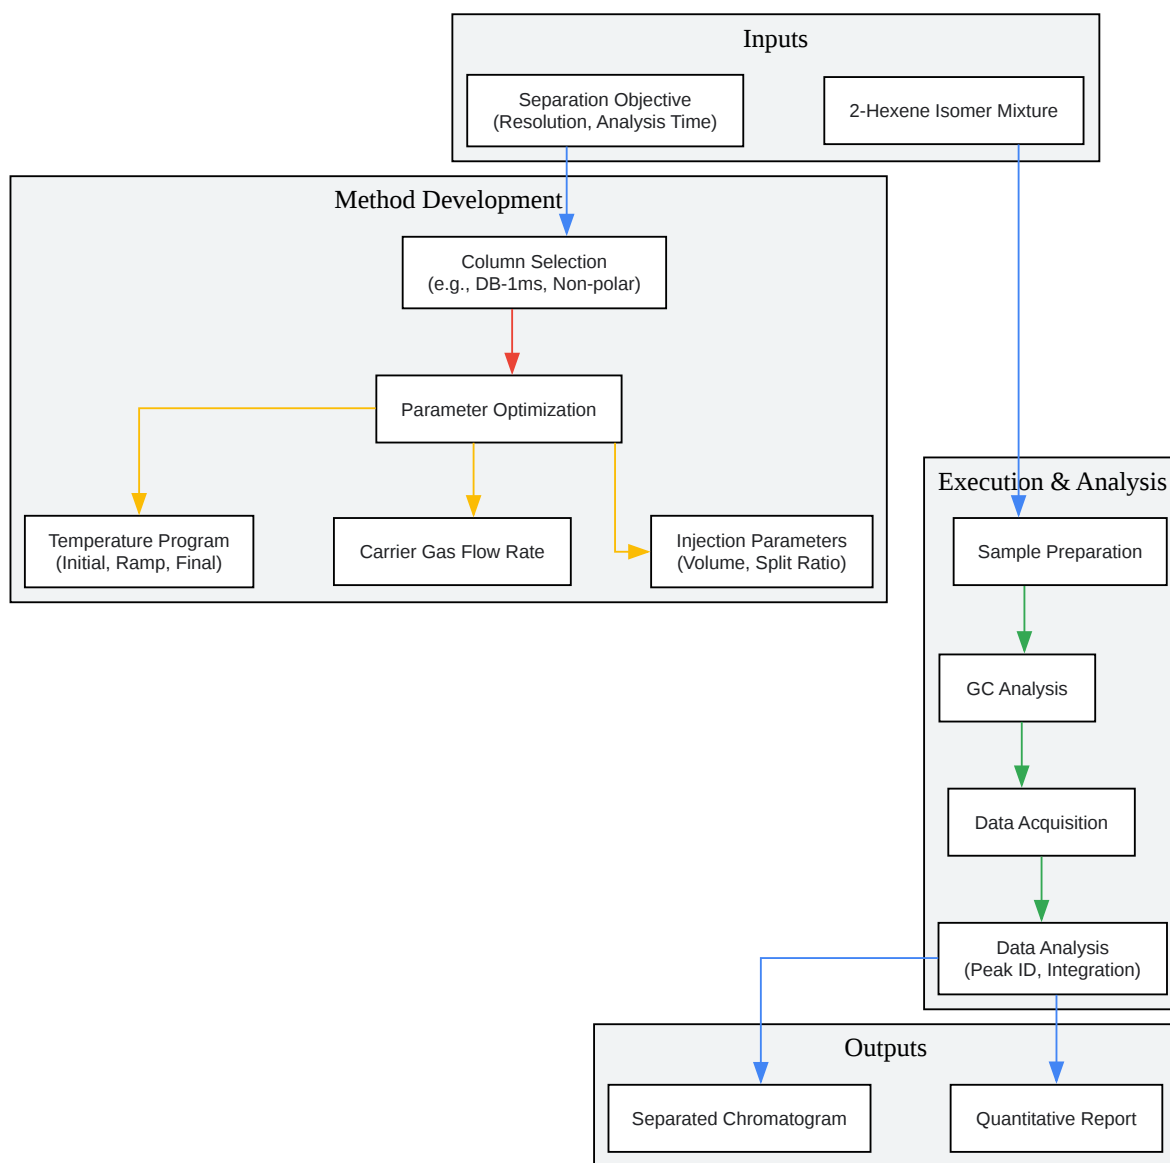 Inputs
Separation Objective
(Resolution, Analysis Time)
2-Hexene Isomer Mixture
Method Development
Column Selection
(e.g., DB-1ms, Non-polar)
Parameter Optimization
Temperature Program
(Initial, Ramp, Final)
Carrier Gas Flow Rate
Injection Parameters
(Volume, Split Ratio)
Execution & Analysis
Sample Preparation
GC Analysis
Data Acquisition
Data Analysis
(Peak ID, Integration)
Outputs
Separated Chromatogram
Quantitative Report